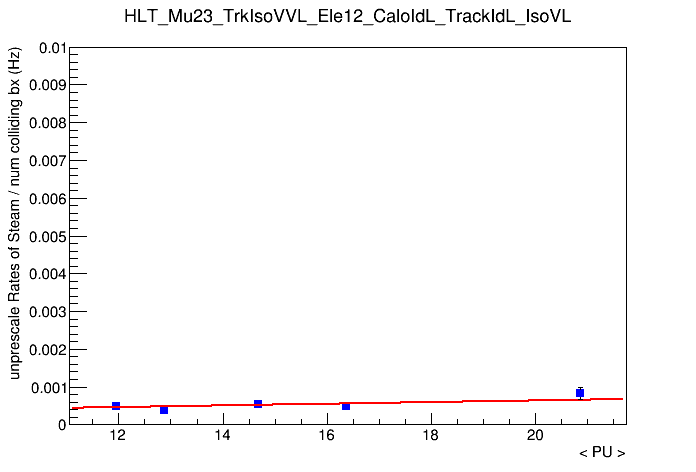 HLT_Mu23_TrkIsoVVL_Ele12_CaloIdL_TrackIdL_IsoVL
unprescale Rates of Steam / num colliding bx (Hz)
0.01
0.009
0.008
0.007
0.006
0.005
0.004
0.003
0.002
0.001
0
12 14 16 18 20
< PU >